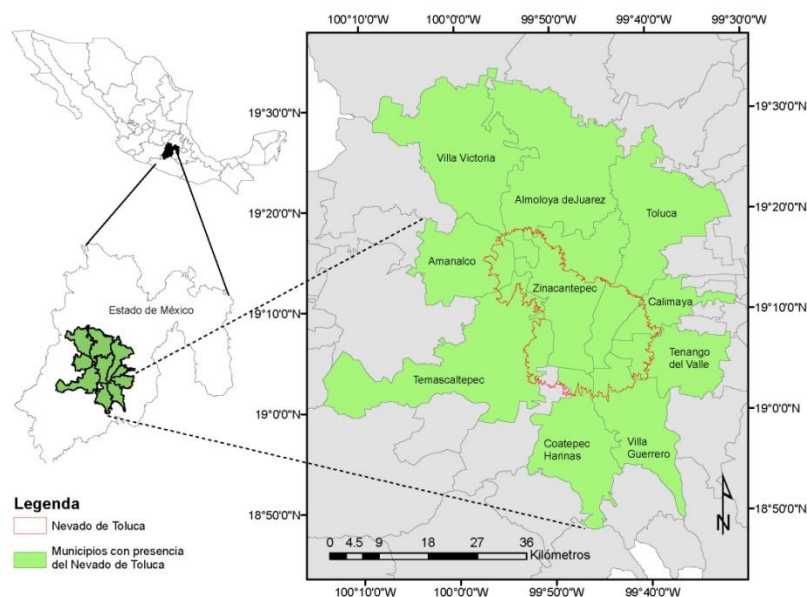 100°10'0"W 100°0'0"W 99°50'0"W 99°40'0"W 99°30'0"W
19°30'0"N
19°20'0"N
19°10'0"N
19°0'0"N
18°50'0"N
19°30'0"N
19°20'0"N
19°10'0"N
19°0'0"N
18°50'0"N
Estado de México
Villa Victoria
Almoloya deJuarez
Toluca
Amanalco
Zinacantepec
Calimaya
Tenango
del Valle
Temascaltepec
Coatepec
Harinas
Villa
Guerrero
N
0 4.5 9 18 27 36
Kilómetros
100°10'0"W 100°0'0"W 99°50'0"W 99°40'0"W
Legenda
Nevado de Toluca
Municipios con presencia
del Nevado de Toluca